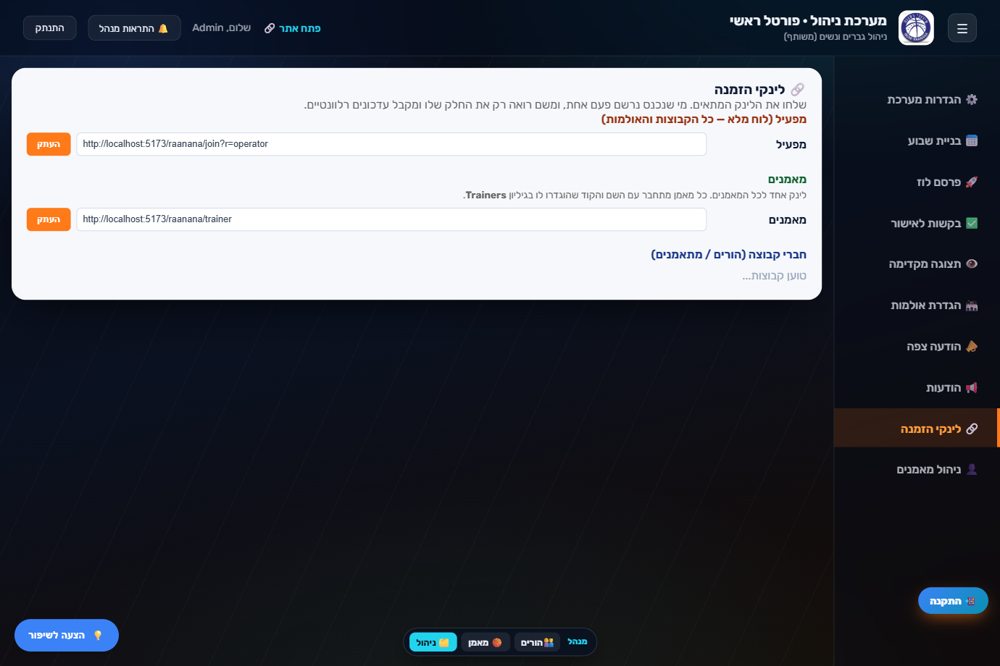 מערכת ניהול • פורטל ראשי
ניהול גברים ונשים (משותף)
פתח אתר
שלום, Admin
התראות מנהל
התנתק
הגדרות מערכת
בניית שבוע
פרסם לוז
בקשות לאישור
תצוגה מקדימה
הגדרת אולמות
הודעה צפה
הודעות
לינקי הזמנה
ניהול מאמנים
לינקי הזמנה
שלחו את הלינק המתאים. מי שנכנס נרשם פעם אחת, ומשם רואה רק את החלק שלו ומקבל עדכונים רלוונטיים.
מפעיל (לוח מלא — כל הקבוצות והאולמות)
מפעיל
http://localhost:5173/raanana/join?r=operator
העתק
מאמנים
לינק אחד לכל המאמנים. כל מאמן מתחבר עם השם והקוד שהוגדרו לו בגיליון Trainers.
מאמנים
http://localhost:5173/raanana/trainer
העתק
חברי קבוצה (הורים / מתאמנים)
טוען קבוצות...
התקנה
מנהל
הורים
מאמן
ניהול
הצעה לשיפור